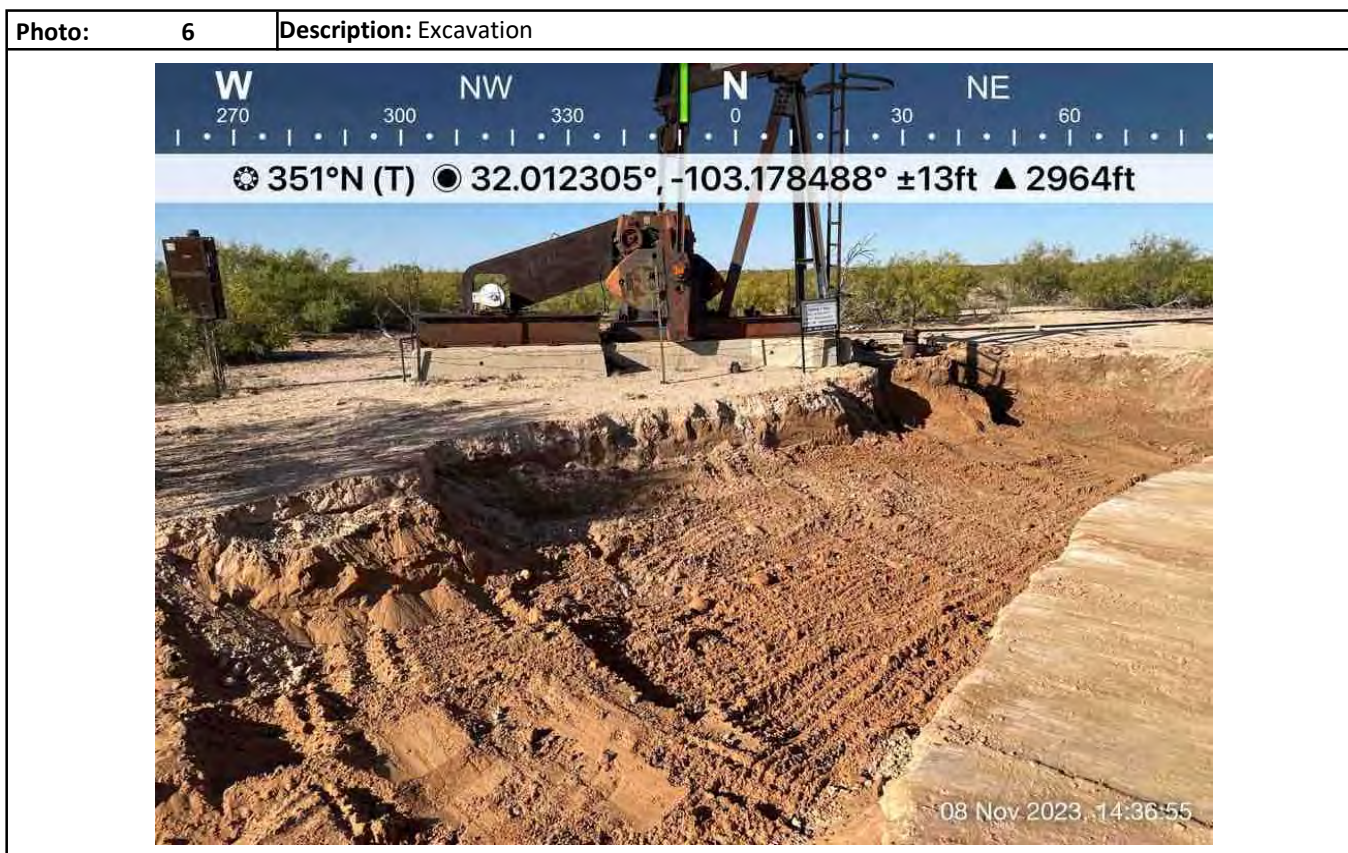 Photo: 6 Description: Excavation
W NW N NE
270 300 330 0 30 60
351°N (T) 32.012305°, -103.178488° ±13ft ▲ 2964ft
08 Nov 2023, 14:36:55